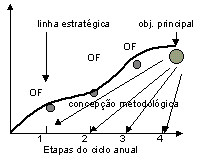 linha estratégica
obj. principal
OF
OF
OF
concepção metodológica
1 2 3 4
Etapas do ciclo anual